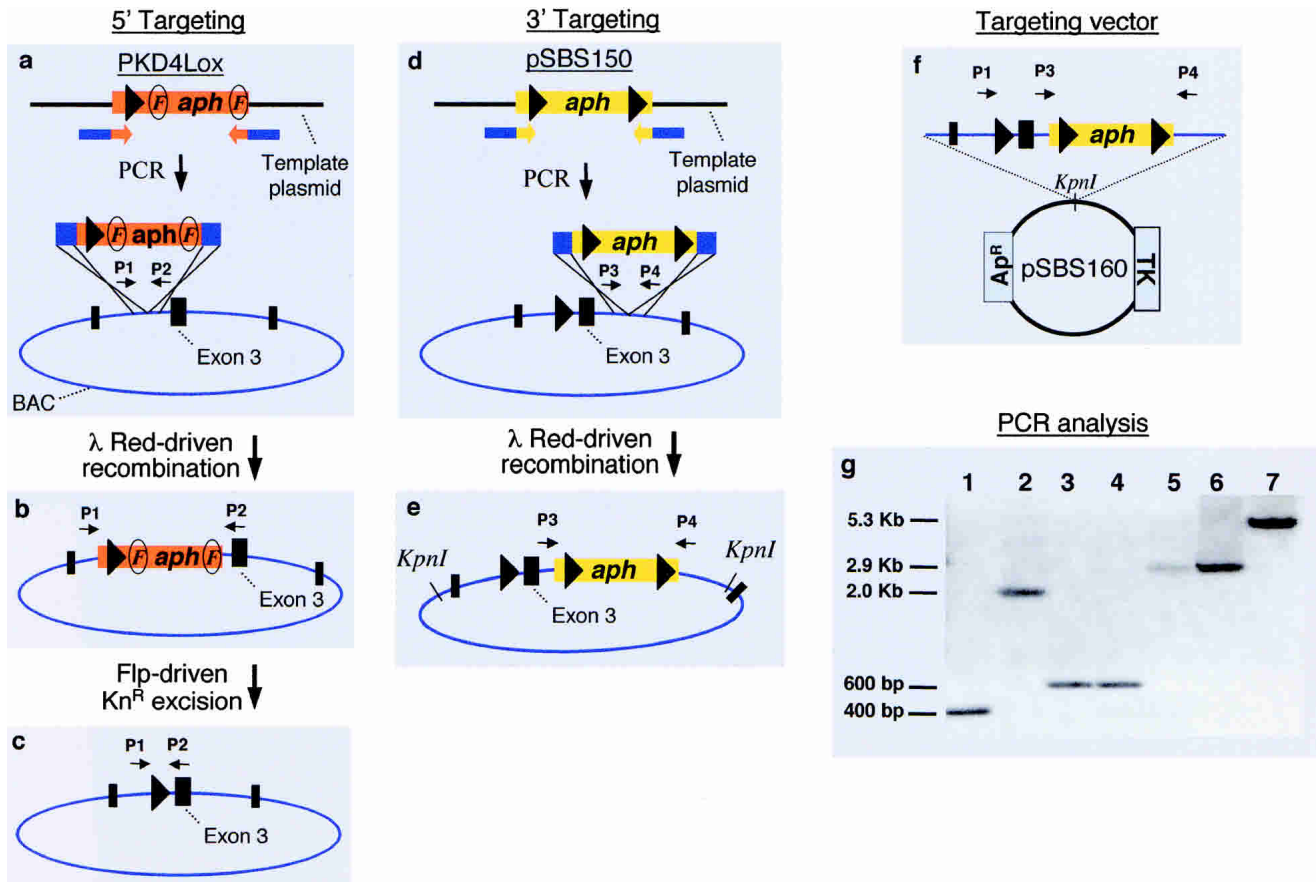 5' Targeting
a
PKD4Lox
F aph F
Template
plasmid
PCR
F aph F
P1 P2
Exon 3
BAC
λ Red-driven
recombination
b
P1 P2
F aph F
Exon 3
Flp-driven
KnR excision
c
P1 P2
Exon 3
3' Targeting
d
pSBS150
aph
Template
plasmid
PCR
aph
P3 P4
Exon 3
λ Red-driven
recombination
e
P3 P4
KpnI
aph
KpnI
Exon 3
Targeting vector
f
P1 P3 P4
aph
KpnI
ApR
pSBS160
TK
PCR analysis
g
1 2 3 4 5 6 7
5.3 Kb
2.9 Kb
2.0 Kb
600 bp
400 bp